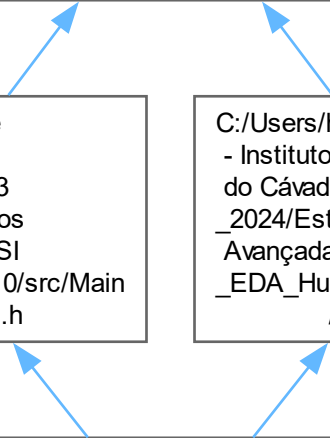 3
os
SI
0/src/Main
.h
C:/Users/
- Instituto
do Cávad
_2024/Est
Avançada
_EDA_Hu